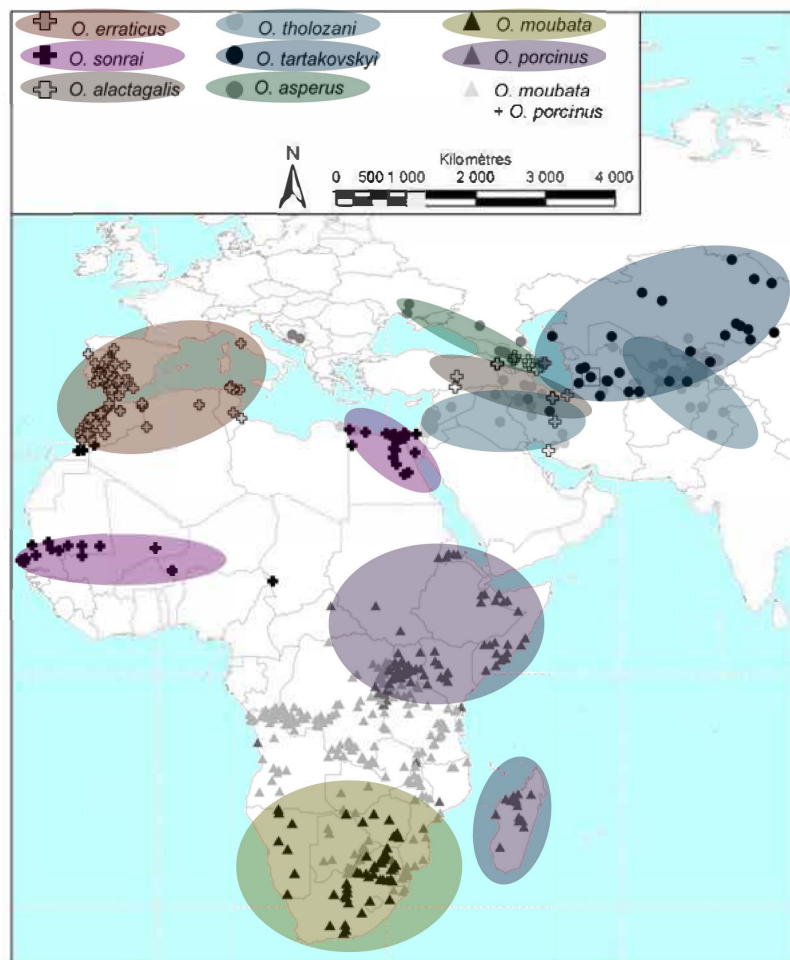 O. erraticus O. tholozani O. moubata
O. sonrai O. tartakovskyi O. porcinus
O. alactagalis O. asperus O. moubata
+ O. porcinus
N
Kilomètres
0 500 1 000 2 000 3 000 4 000